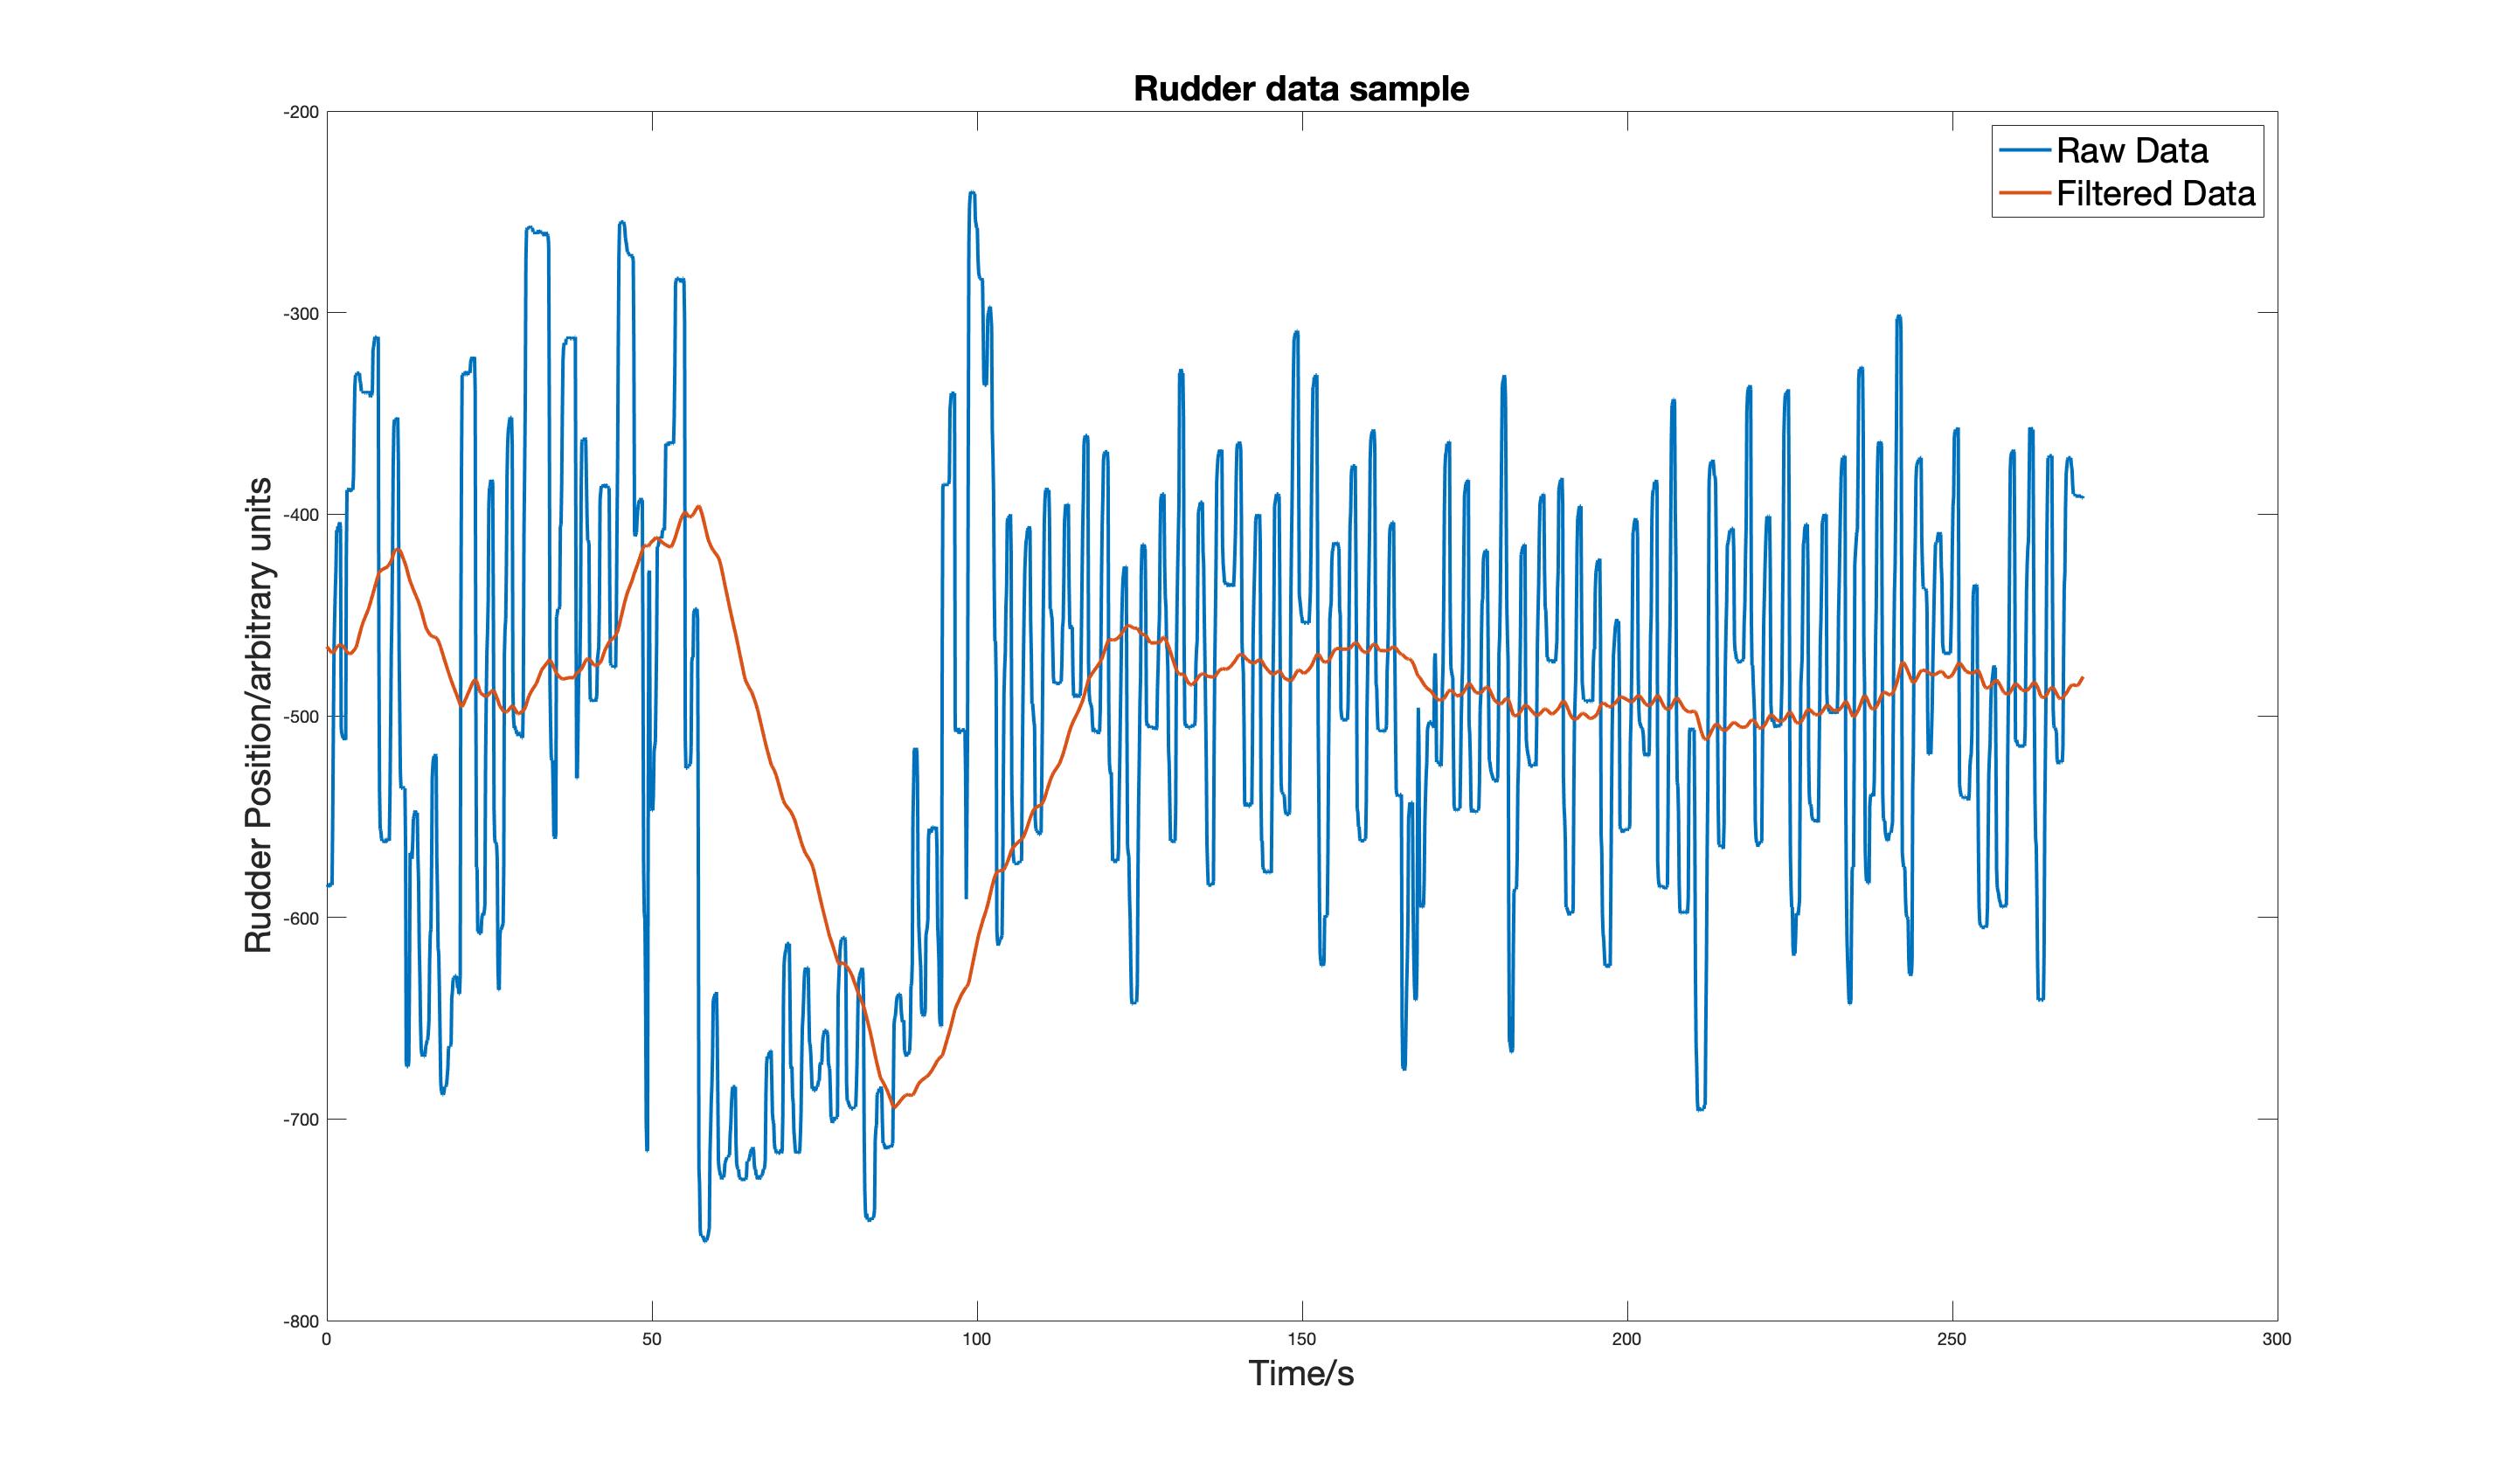 Rudder data sample
Raw Data
Filtered Data
Rudder Position/arbitrary units
-200
-300
-400
-500
-600
-700
-800
0 50 100 150 200 250 300
Time/s